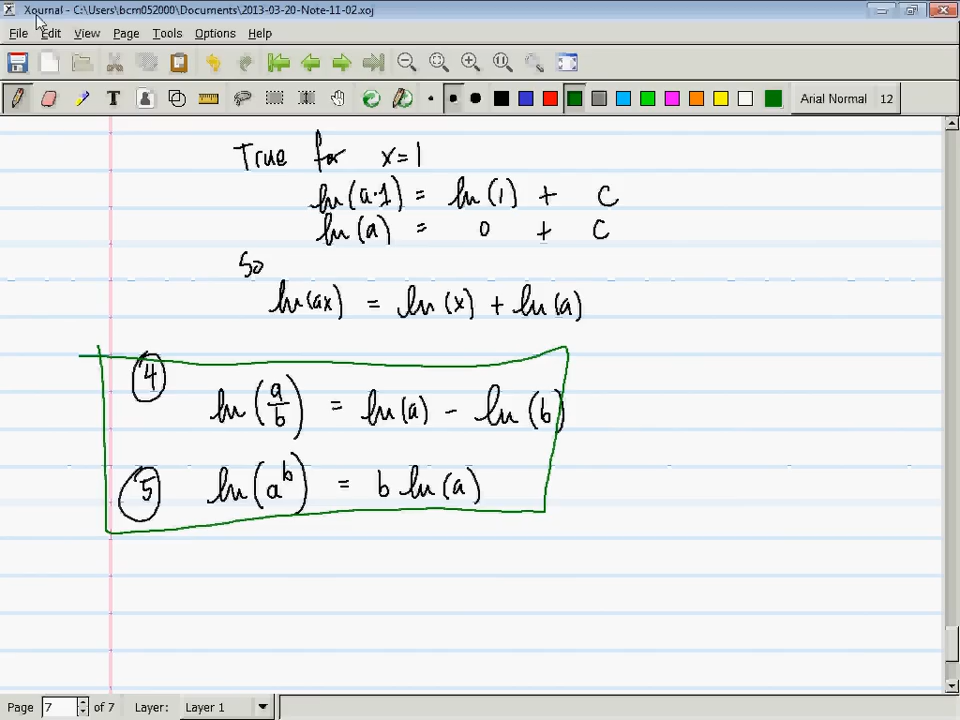 Xournal - C:\Users\bcm052000\Documents\2013-03-20-Note-11-02.xoj
File Edit View Page Tools Options Help
Arial Normal 12
True for x=1
ln(a·1) = ln(1) + C
ln(a) = 0 + C
So
ln(ax) = ln(x) + ln(a)
④ ln(a/b) = ln(a) - ln(b)
⑤ ln(a^b) = b ln(a)
Page 7 of 7 Layer: Layer 1